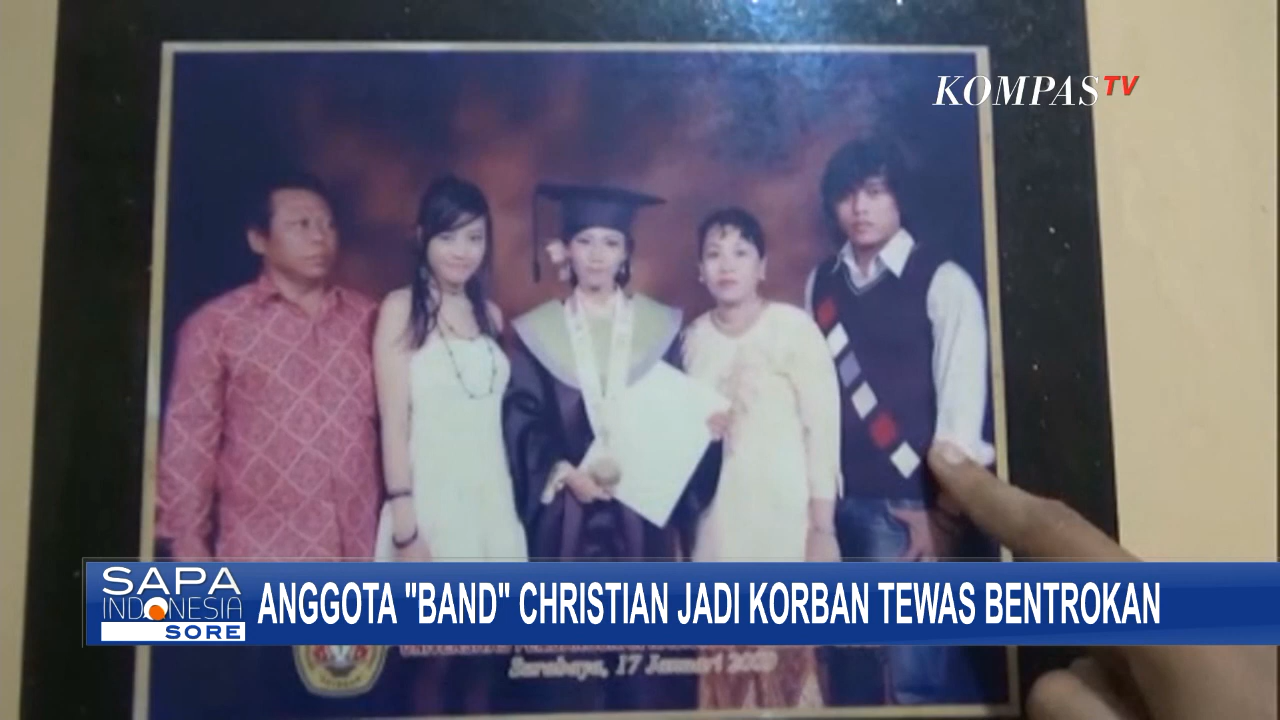 KOMPASTV
SAPA
INDONESIA
SORE
ANGGOTA "BAND" CHRISTIAN JADI KORBAN TEWAS BENTROKAN
Surabaya, 17 Januari